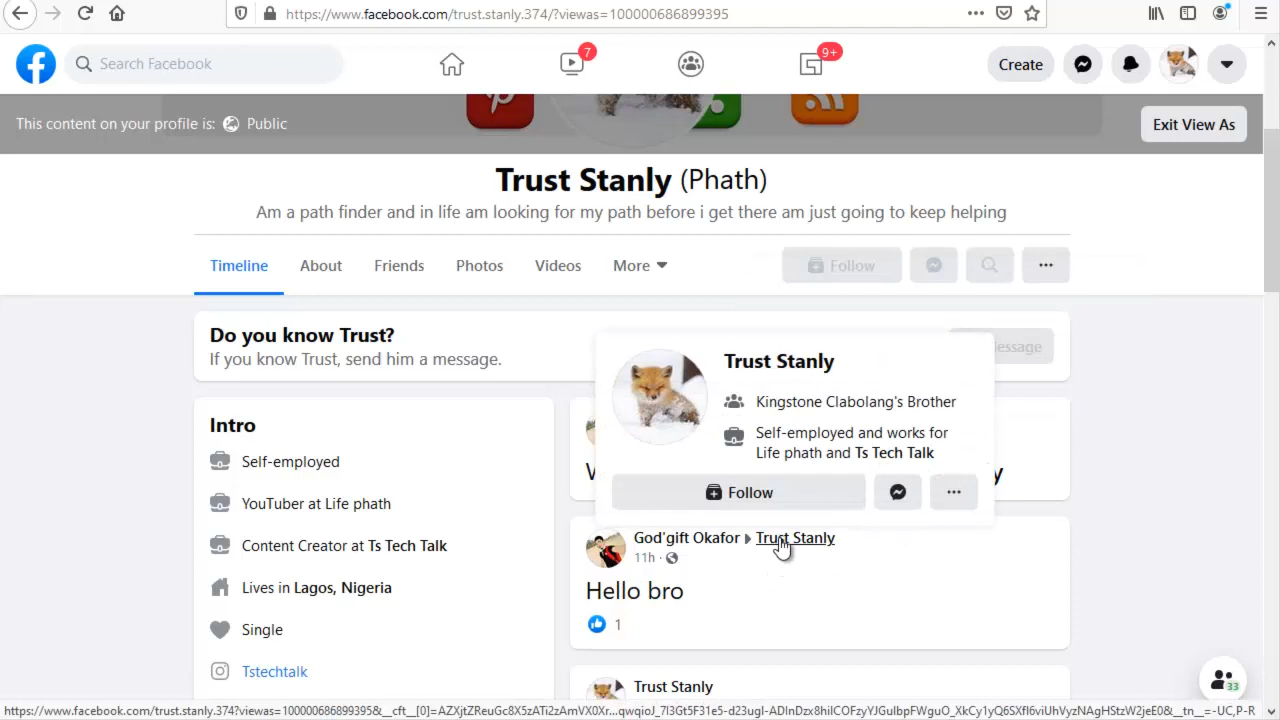 https://www.facebook.com/trust.stanly.374/?viewas=100000686899395
Search Facebook
7
9+
Create
This content on your profile is: Public
Exit View As
Trust Stanly (Phath)
Am a path finder and in life am looking for my path before i get there am just going to keep helping
Timeline
About
Friends
Photos
Videos
More
Follow
Do you know Trust?
If you know Trust, send him a message.
Trust Stanly
Kingstone Clabolang's Brother
Self-employed and works for
Life phath and Ts Tech Talk
Follow
Intro
Self-employed
YouTuber at Life phath
Content Creator at Ts Tech Talk
Lives in Lagos, Nigeria
Single
Tstechtalk
God'gift Okafor Trust Stanly
11h ·
Hello bro
1
Trust Stanly
33